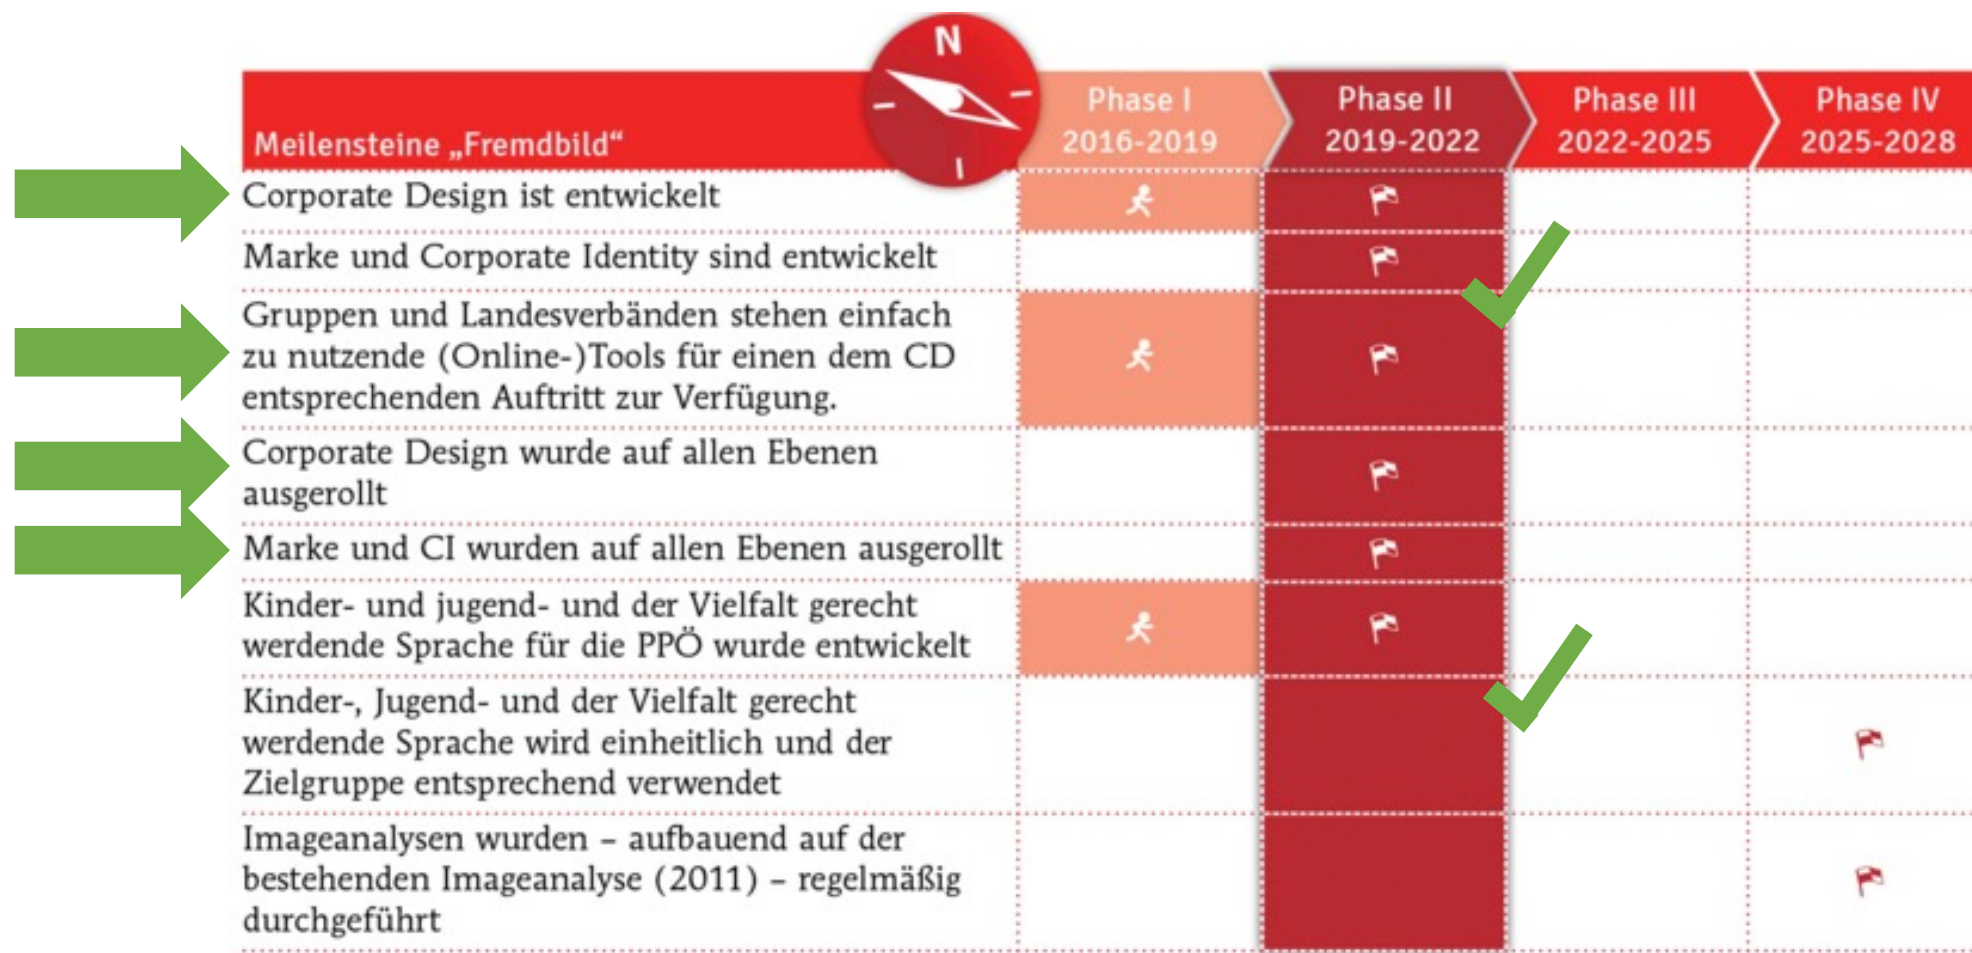 N
I
Meilensteine „Fremdbild“
Phase I
2016-2019
Phase II
2019-2022
Phase III
2022-2025
Phase IV
2025-2028
Corporate Design ist entwickelt
Marke und Corporate Identity sind entwickelt
Gruppen und Landesverbänden stehen einfach
zu nutzende (Online-)Tools für einen dem CD
entsprechenden Auftritt zur Verfügung.
Corporate Design wurde auf allen Ebenen
ausgerollt
Marke und CI wurden auf allen Ebenen ausgerollt
Kinder- und jugend- und der Vielfalt gerecht
werdende Sprache für die PPÖ wurde entwickelt
Kinder-, Jugend- und der Vielfalt gerecht
werdende Sprache wird einheitlich und der
Zielgruppe entsprechend verwendet
Imageanalysen wurden – aufbauend auf der
bestehenden Imageanalyse (2011) – regelmäßig
durchgeführt